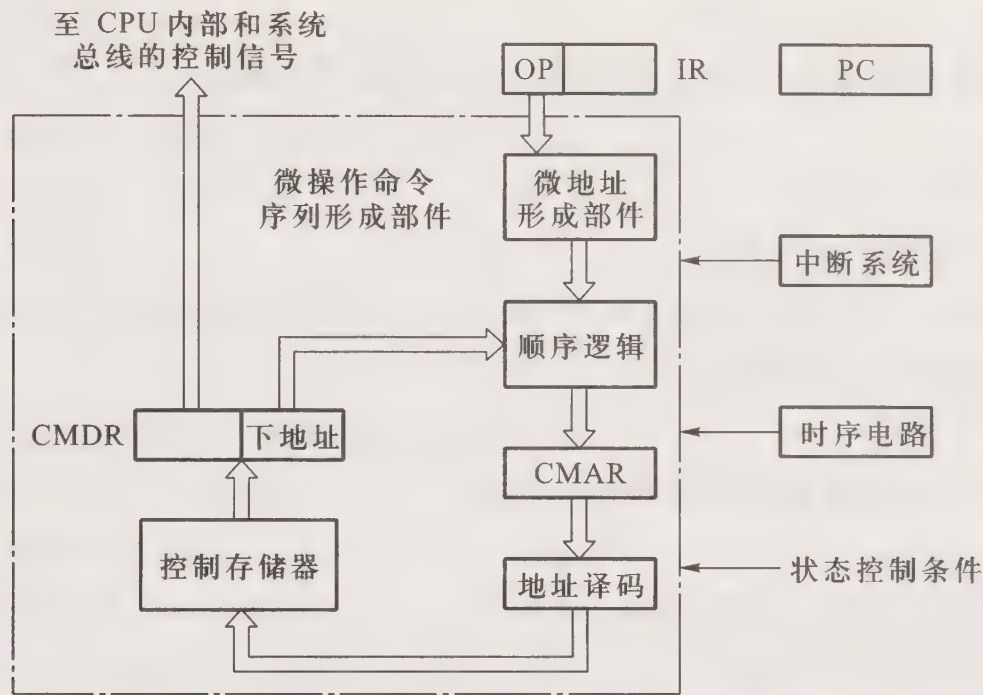 至 CPU 内部和系统
总线的控制信号
OP
IR
PC
微操作命令
序列形成部件
微地址
形成部件
中断系统
顺序逻辑
CMDR
下地址
时序电路
CMAR
控制存储器
地址译码
状态控制条件